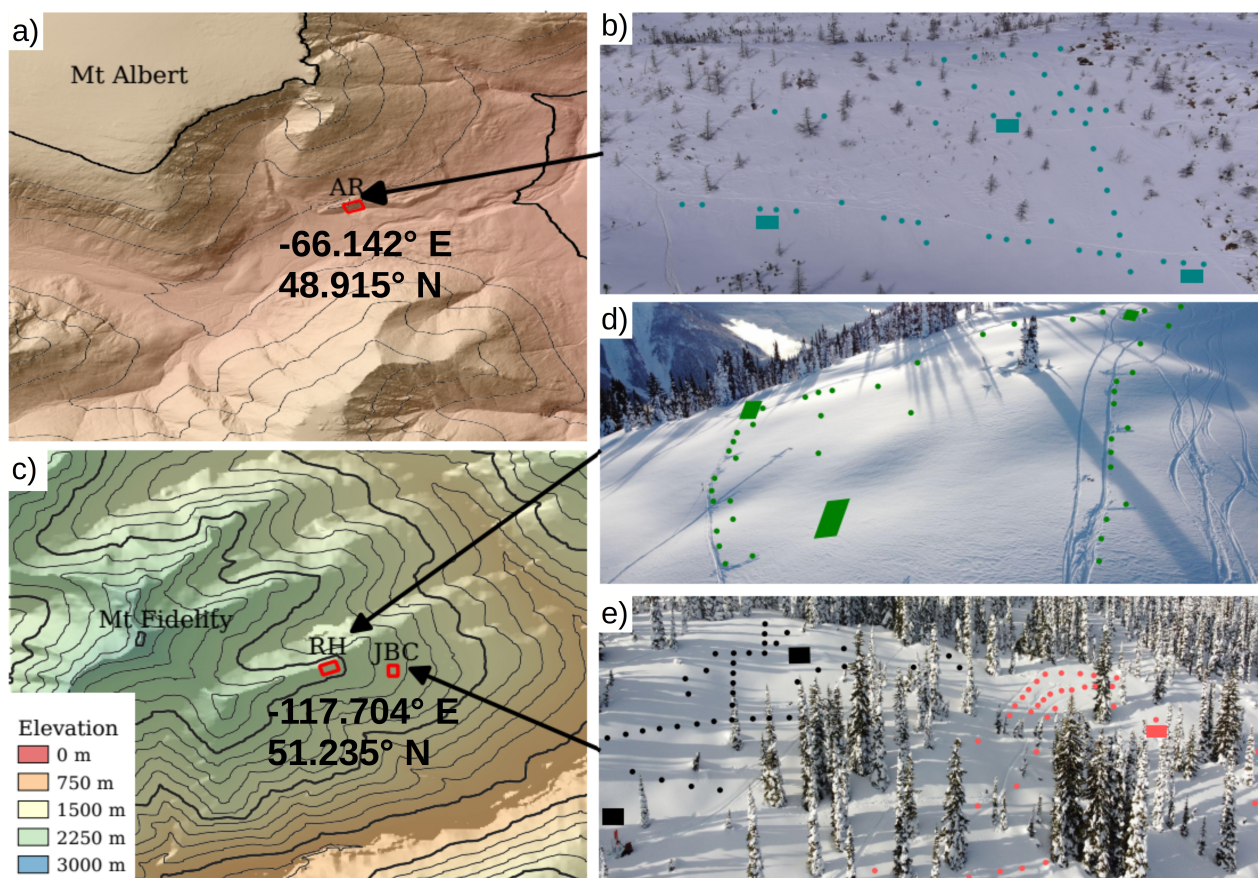 a)
Mt Albert
AR
-66.142° E
48.915° N
b)
c)
Mt Fidelity
RH
JBC
-117.704° E
51.235° N
Elevation
0 m
750 m
1500 m
2250 m
3000 m
d)
e)